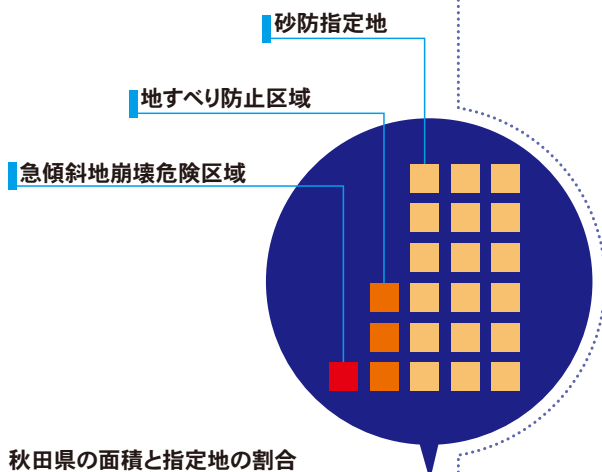 砂防指定地
地すべり防止区域
急傾斜地崩壊危険区域
秋田県の面積と指定地の割合